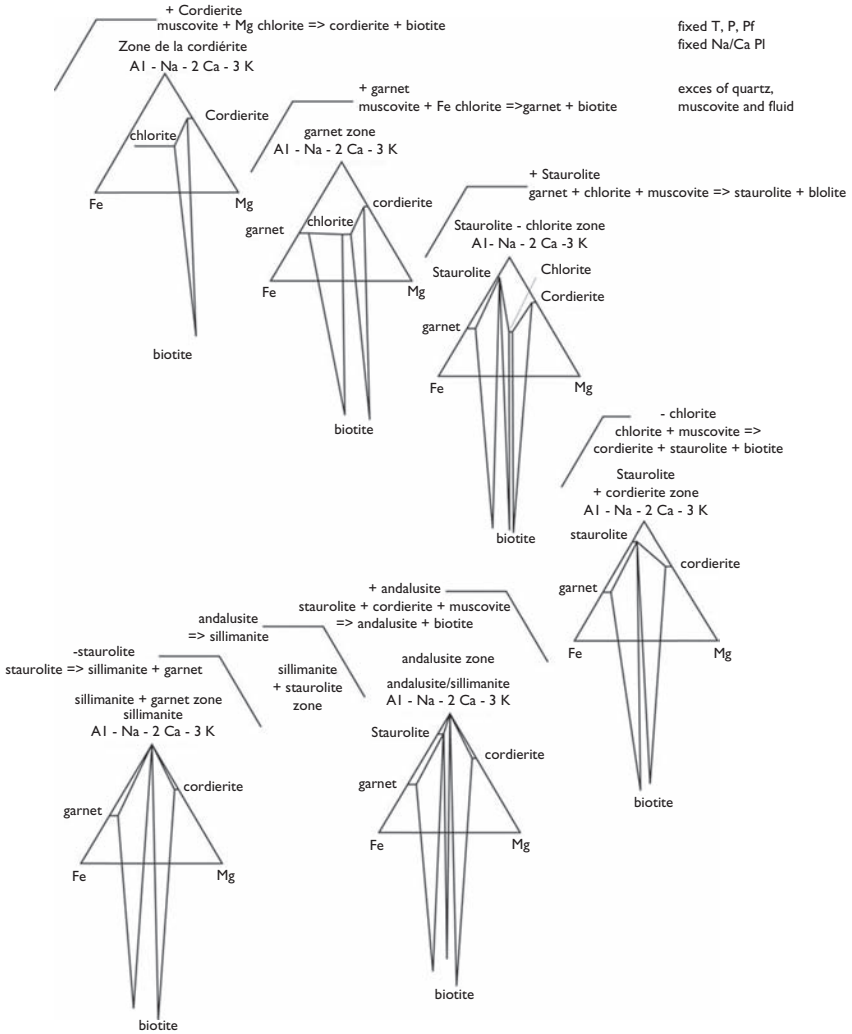 + Cordierite
muscovite + Mg chlorite => cordierite + biotite
fixed T, P, Pf
fixed Na/Ca Pl
exces of quartz,
muscovite and fluid
Zone de la cordiérite
A1 - Na - 2 Ca - 3 K
Cordierite
chlorite
Fe
Mg
biotite
+ garnet
muscovite + Fe chlorite =>garnet + biotite
garnet zone
A1 - Na - 2 Ca - 3 K
cordierite
chlorite
garnet
Fe
Mg
biotite
+ Staurolite
garnet + chlorite + muscovite => staurolite + blolite
Staurolite - chlorite zone
A1- Na - 2 Ca -3 K
Staurolite
Chlorite
Cordierite
garnet
Fe
Mg
biotite
- chlorite
chlorite + muscovite =>
cordierite + staurolite + biotite
Staurolite
+ cordierite zone
A1 - Na - 2 Ca - 3 K
staurolite
cordierite
garnet
Fe
Mg
biotite
+ andalusite
staurolite + cordierite + muscovite
=> andalusite + biotite
andalusite zone
andalusite/sillimanite
A1 - Na - 2 Ca - 3 K
Staurolite
cordierite
garnet
Fe
Mg
biotite
andalusite
=> sillimanite
sillimanite
+ staurolite
zone
-staurolite
staurolite => sillimanite + garnet
sillimanite + garnet zone
sillimanite
A1 - Na - 2 Ca - 3 K
garnet
cordierite
Fe
Mg
biotite